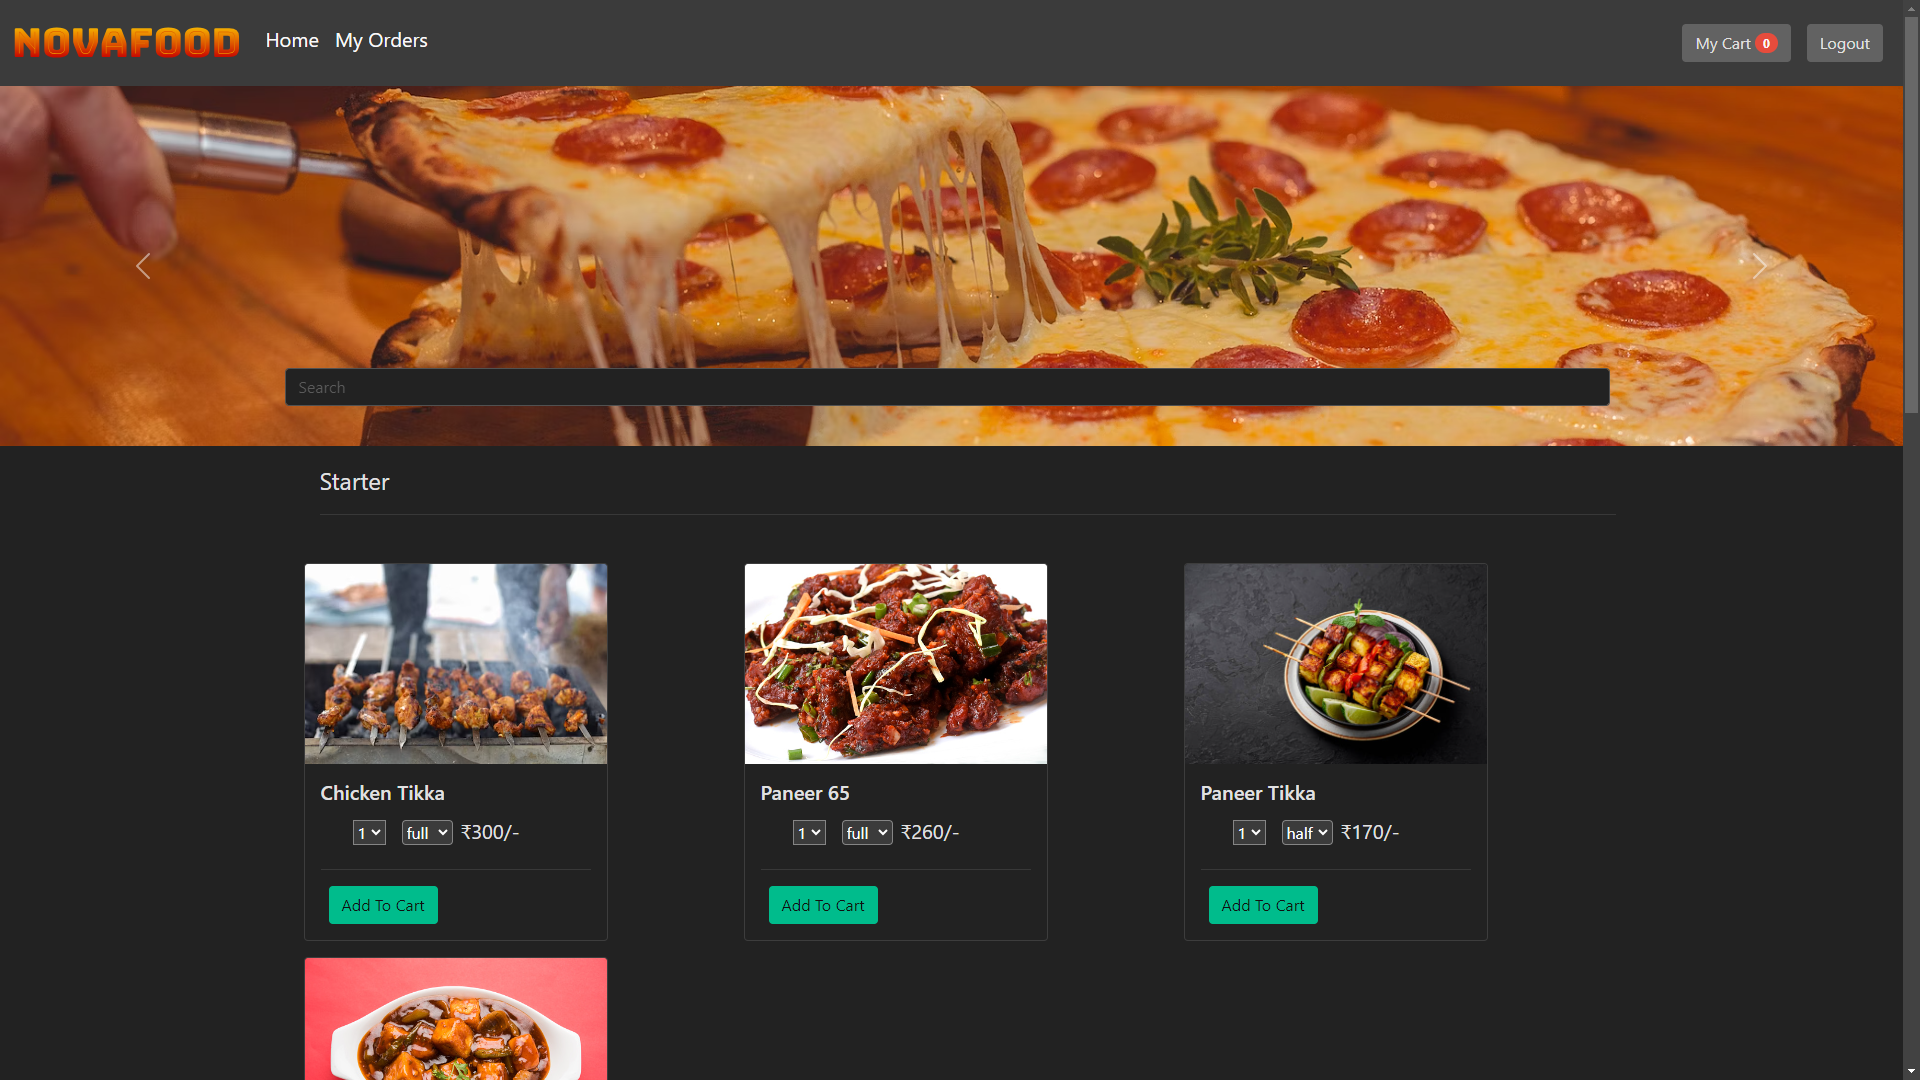 NOVAFOOD Home My Orders My Cart 0 Logout
Search
Starter
Chicken Tikka
1 full ₹300/-
Add To Cart
Paneer 65
1 full ₹260/-
Add To Cart
Paneer Tikka
1 half ₹170/-
Add To Cart